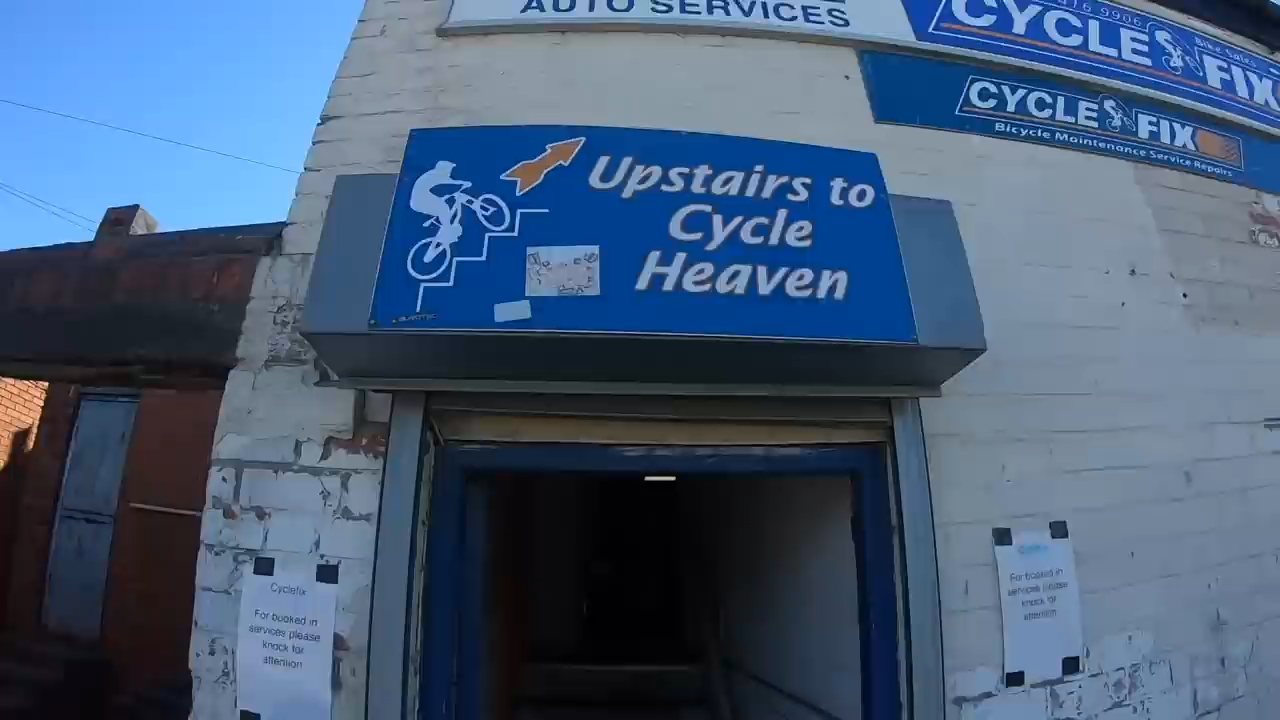 AUTO SERVICES
CYCLE FIX
Bike Sales
CYCLE FIX
Bicycle Maintenance Service Repairs
Upstairs to
Cycle
Heaven
Cyclefix
For booked in
services please
knock for
attention
For booked in
services please
knock for
attention